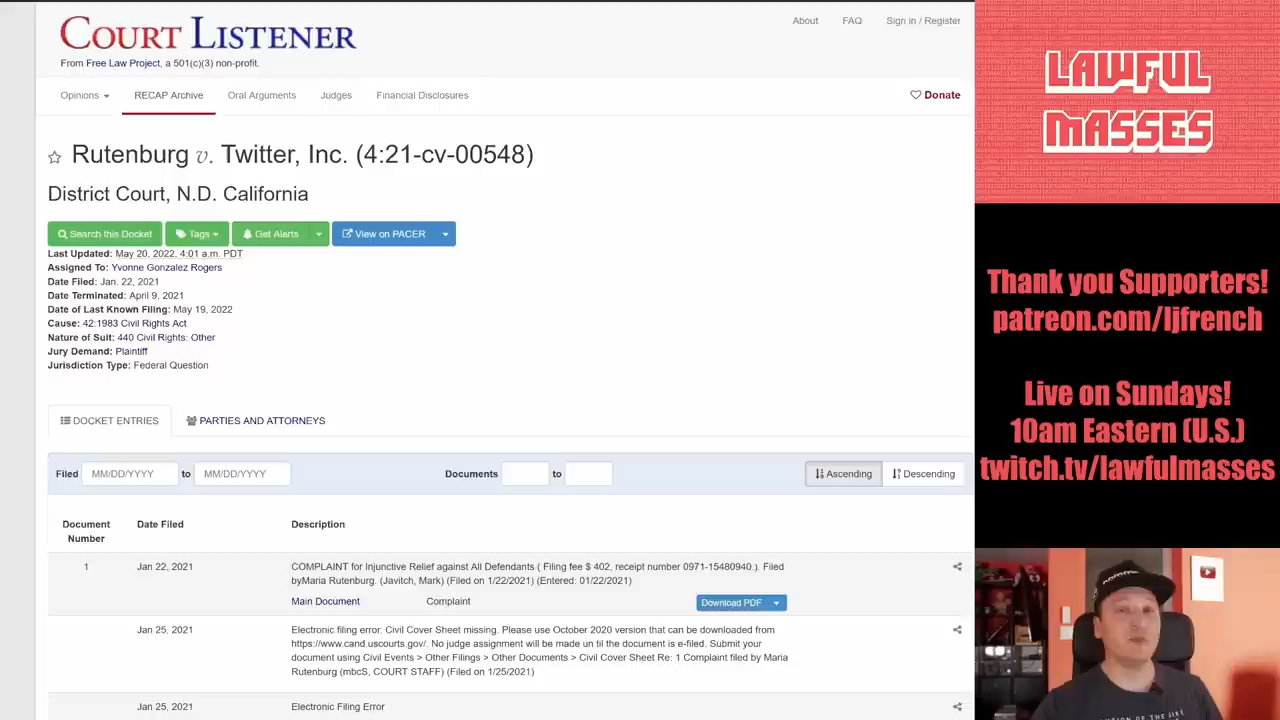 COURT LISTENER
From Free Law Project, a 501(c)(3) non-profit.
About FAQ Sign in / Register
Opinions RECAP Archive Oral Arguments Judges Financial Disclosures Donate
Rutenburg v. Twitter, Inc. (4:21-cv-00548)
District Court, N.D. California
Search this Docket Tags Get Alerts View on PACER
Last Updated: May 20, 2022, 4:01 a.m. PDT
Assigned To: Yvonne Gonzalez Rogers
Date Filed: Jan. 22, 2021
Date Terminated: April 9, 2021
Date of Last Known Filing: May 19, 2022
Cause: 42:1983 Civil Rights Act
Nature of Suit: 440 Civil Rights: Other
Jury Demand: Plaintiff
Jurisdiction Type: Federal Question
DOCKET ENTRIES PARTIES AND ATTORNEYS
Filed MM/DD/YYYY to MM/DD/YYYY Documents to Ascending Descending
Document
Number Date Filed Description
1 Jan 22, 2021 COMPLAINT for Injunctive Relief against All Defendants ( Filing fee $ 402, receipt number 0971-15480940.). Filed
byMaria Rutenburg. (Javitch, Mark) (Filed on 1/22/2021) (Entered: 01/22/2021)
Main Document Complaint Download PDF
Jan 25, 2021 Electronic filing error. Civil Cover Sheet missing. Please use October 2020 version that can be downloaded from
https://www.cand.uscourts.gov/. No judge assignment will be made un til the document is e-filed. Submit your
document using Civil Events > Other Filings > Other Documents > Civil Cover Sheet Re: 1 Complaint filed by Maria
Rutenburg (mbcS, COURT STAFF) (Filed on 1/25/2021)
Jan 25, 2021 Electronic Filing Error
LAWFUL
MASSES
Thank you Supporters!
patreon.com/ljfrench
Live on Sundays!
10am Eastern (U.S.)
twitch.tv/lawfulmasses